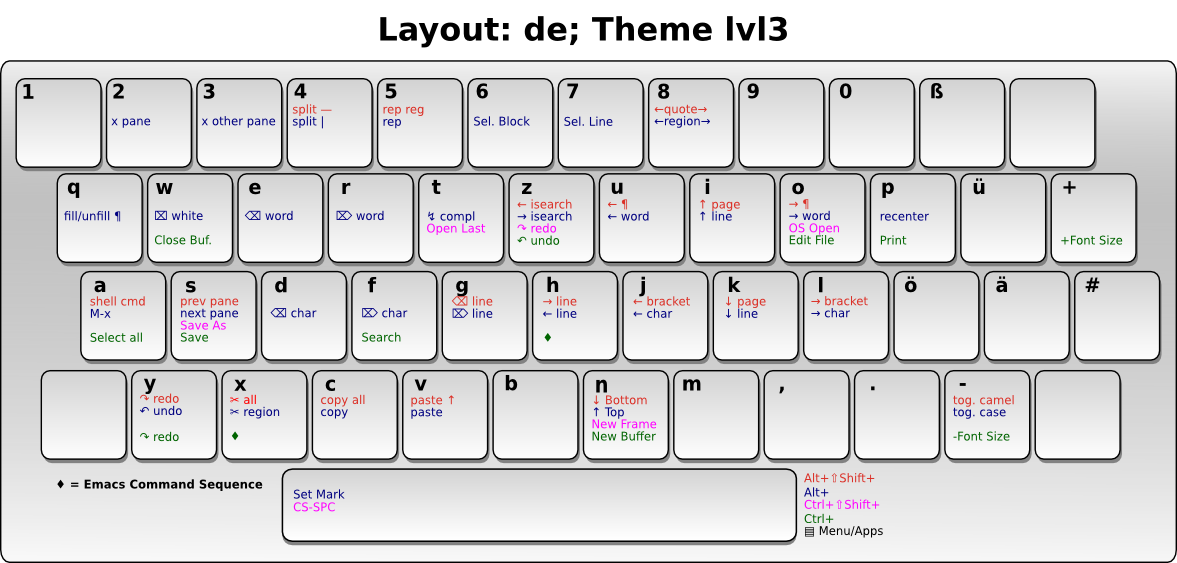 Layout: de; Theme lvl3
1
2
x pane
3
x other pane
4
split —
split |
5
rep reg
rep
6
Sel. Block
7
Sel. Line
8
←quote→
←region→
9
0
ß
q
fill/unfill ¶
w
⌧ white
Close Buf.
e
⌫ word
r
⌦ word
t
↯ compl
Open Last
z
← isearch
→ isearch
↷ redo
↶ undo
u
← ¶
← word
i
↑ page
↑ line
o
→ ¶
→ word
OS Open
Edit File
p
recenter
Print
ü
+
+Font Size
a
shell cmd
M-x
Select all
s
prev pane
next pane
Save As
Save
d
⌫ char
f
⌦ char
Search
g
⌫ line
⌦ line
h
→ line
← line
♦
j
← bracket
← char
k
↓ page
↓ line
l
→ bracket
→ char
ö
ä
#
y
↷ redo
↶ undo
↷ redo
x
✂ all
✂ region
♦
c
copy all
copy
v
paste ↑
paste
b
n
↓ Bottom
↑ Top
New Frame
New Buffer
m
,
.
-
tog. camel
tog. case
-Font Size
♦ = Emacs Command Sequence
Set Mark
CS-SPC
Alt+⇧Shift+
Alt+
Ctrl+⇧Shift+
Ctrl+
▤ Menu/Apps